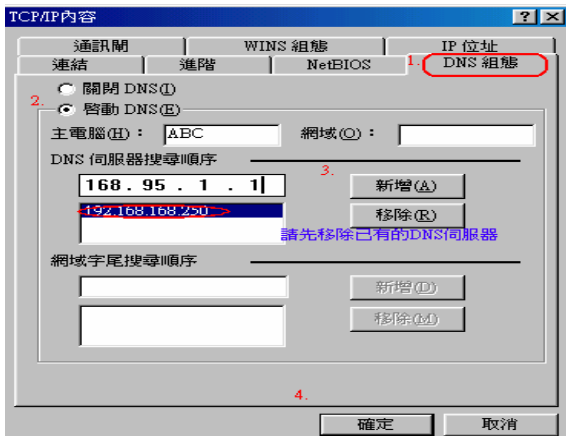 TCP/IP內容
通訊閘 WINS 組態 IP 位址
連結 進階 NetBIOS 1. DNS 組態
關閉 DNS(I)
2. 啓動 DNS(E)
主電腦(H)： ABC 網域(O)：
DNS 伺服器搜尋順序
3.
168 . 95 . 1 . 1 新增(A)
192.168.168.250 移除(R)
請先移除已有的DNS伺服器
網域字尾搜尋順序
新增(D)
移除(M)
4.
確定 取消